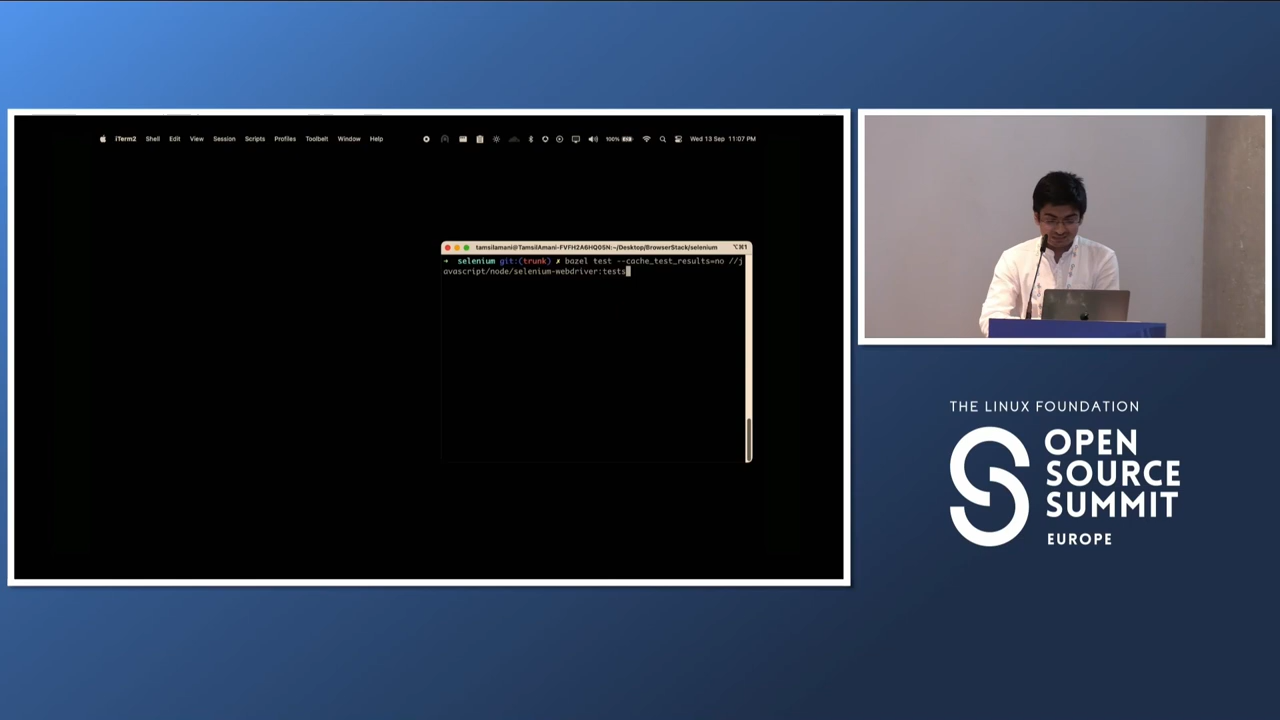 iTerm2 Shell Edit View Session Scripts Profiles Toolbelt Window Help 100% Wed 13 Sep 11:07 PM
tamsilamani@TamsilAmani-FVFH2A6HQ05N:~/Desktop/BrowserStack/selenium ⌥⌘1
➜ selenium git:(trunk) ✗ bazel test --cache_test_results=no //j
avascript/node/selenium-webdriver:tests
THE LINUX FOUNDATION
OPEN
SOURCE
SUMMIT
EUROPE